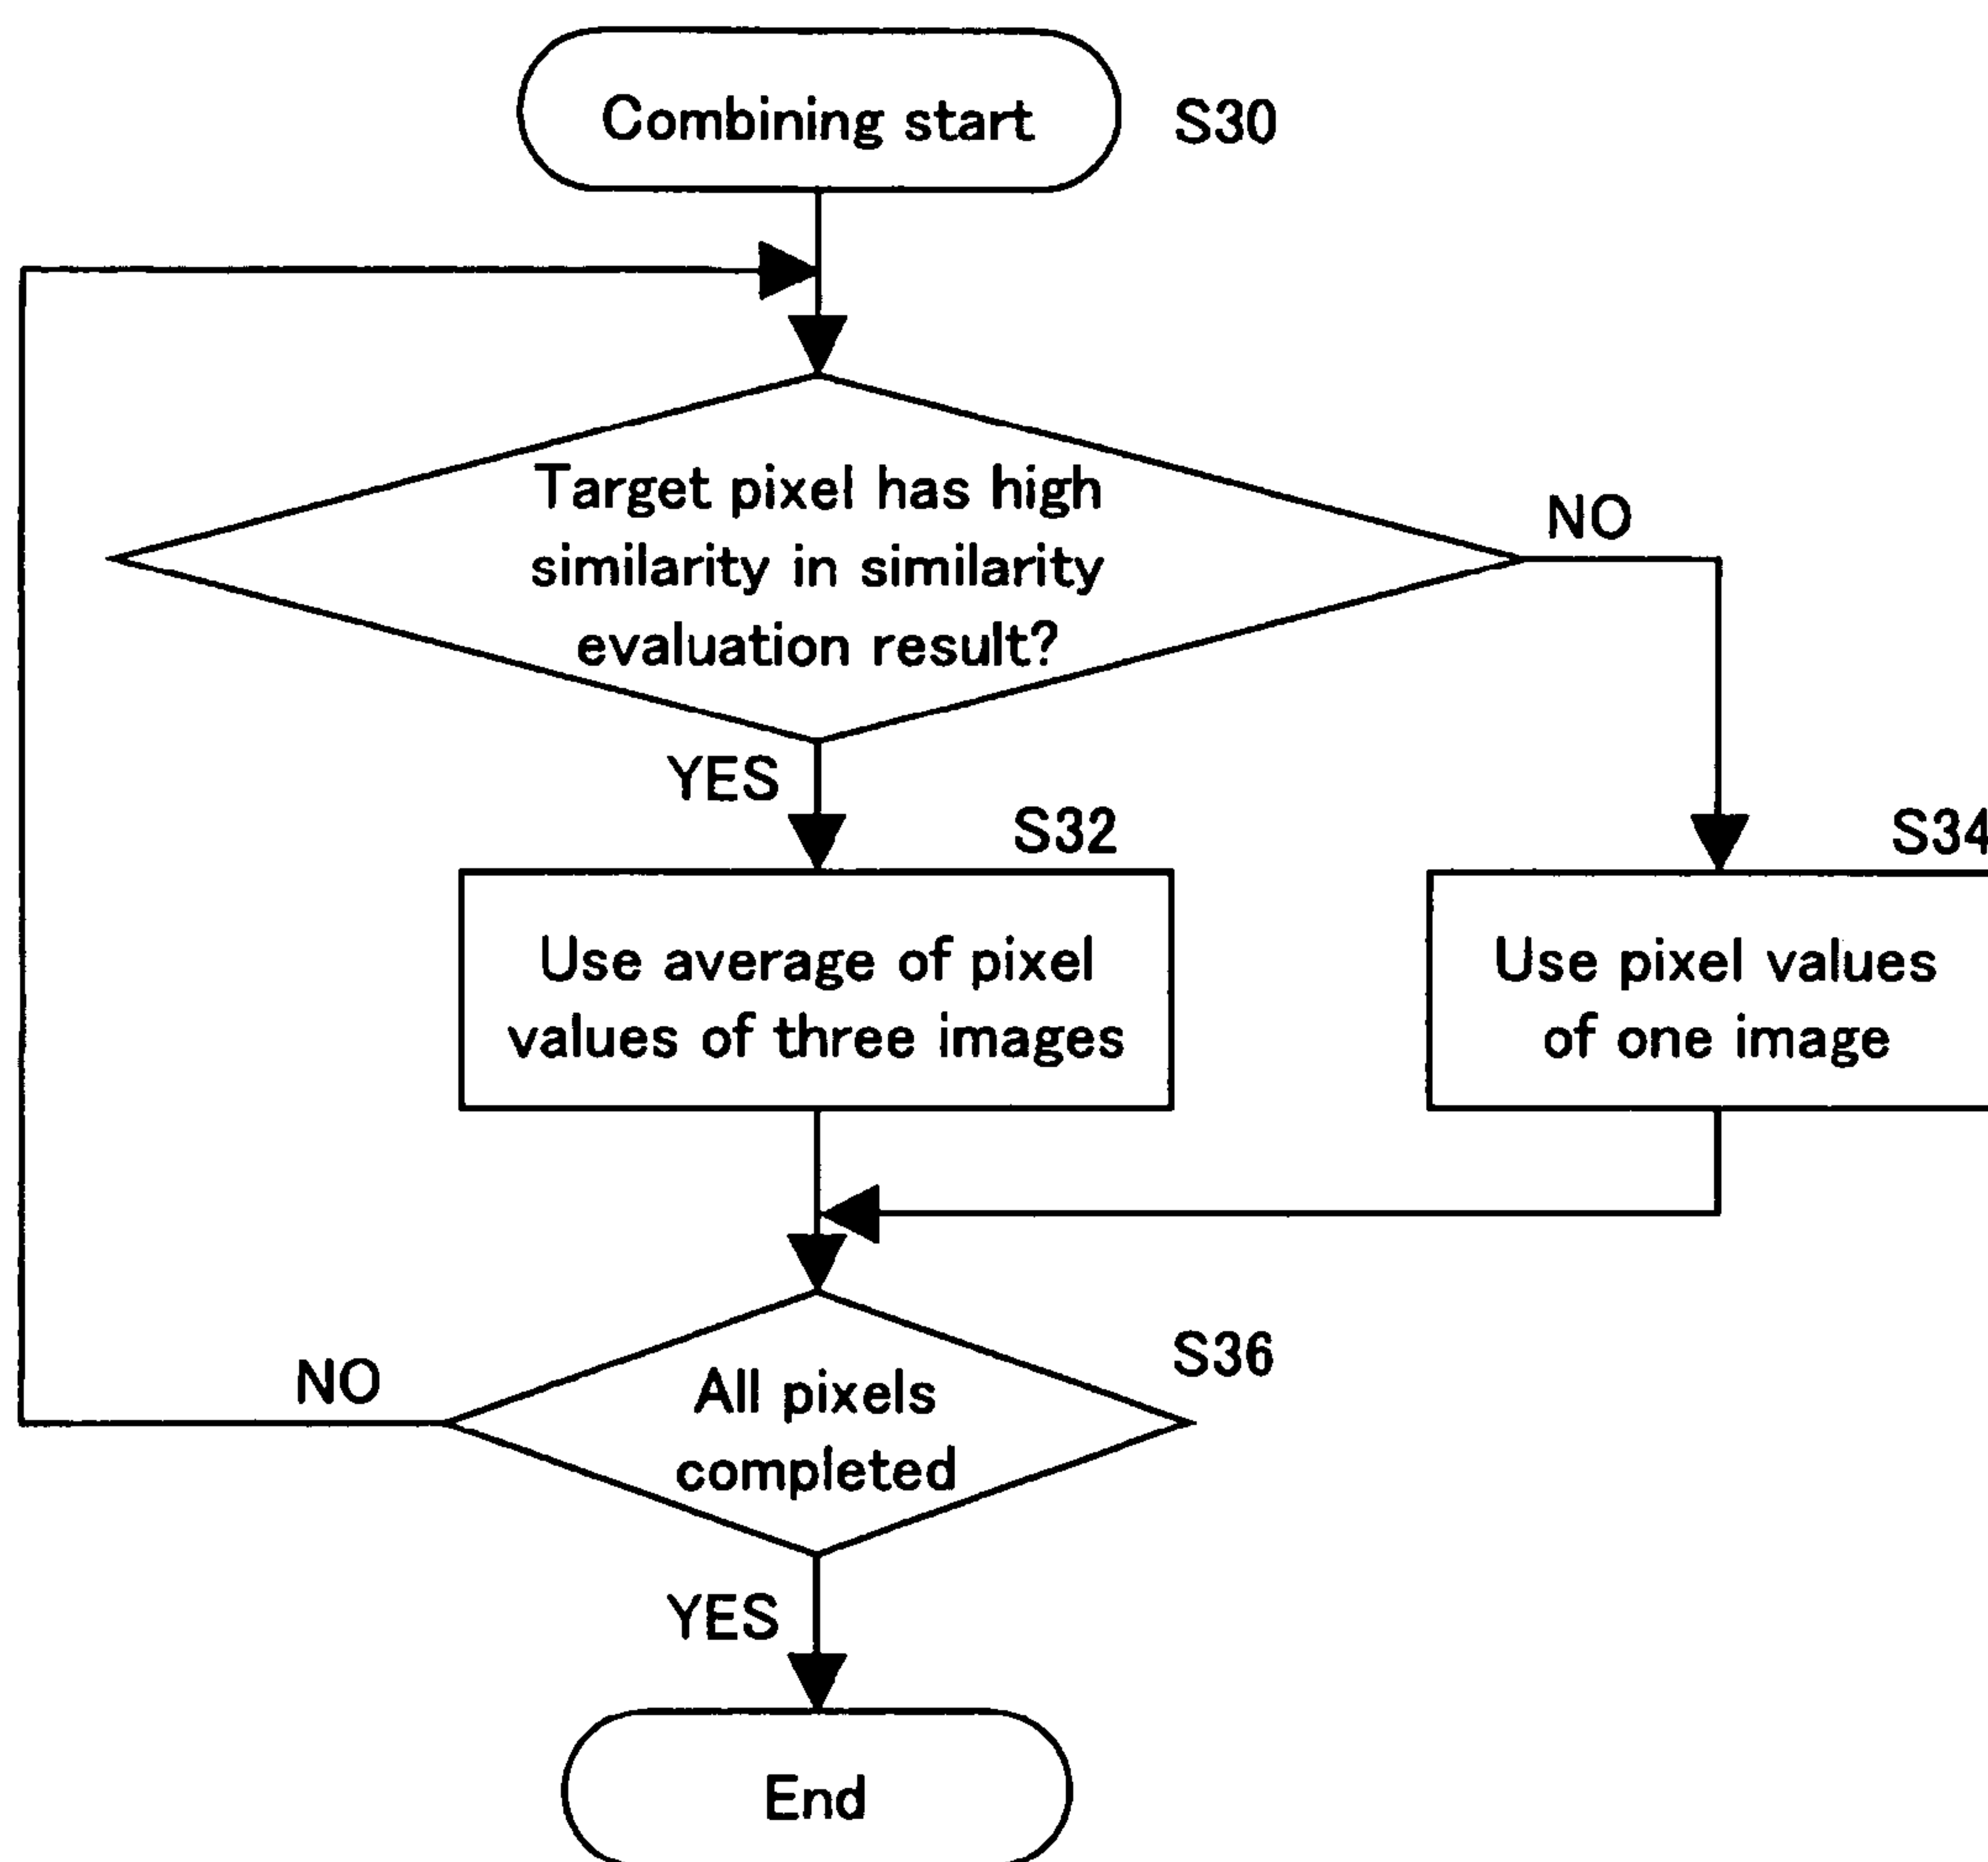 Combining start
S30
Target pixel has high
similarity in similarity
evaluation result?
NO
YES
S32
S34
Use average of pixel
values of three images
Use pixel values
of one image
S36
NO
All pixels
completed
YES
End